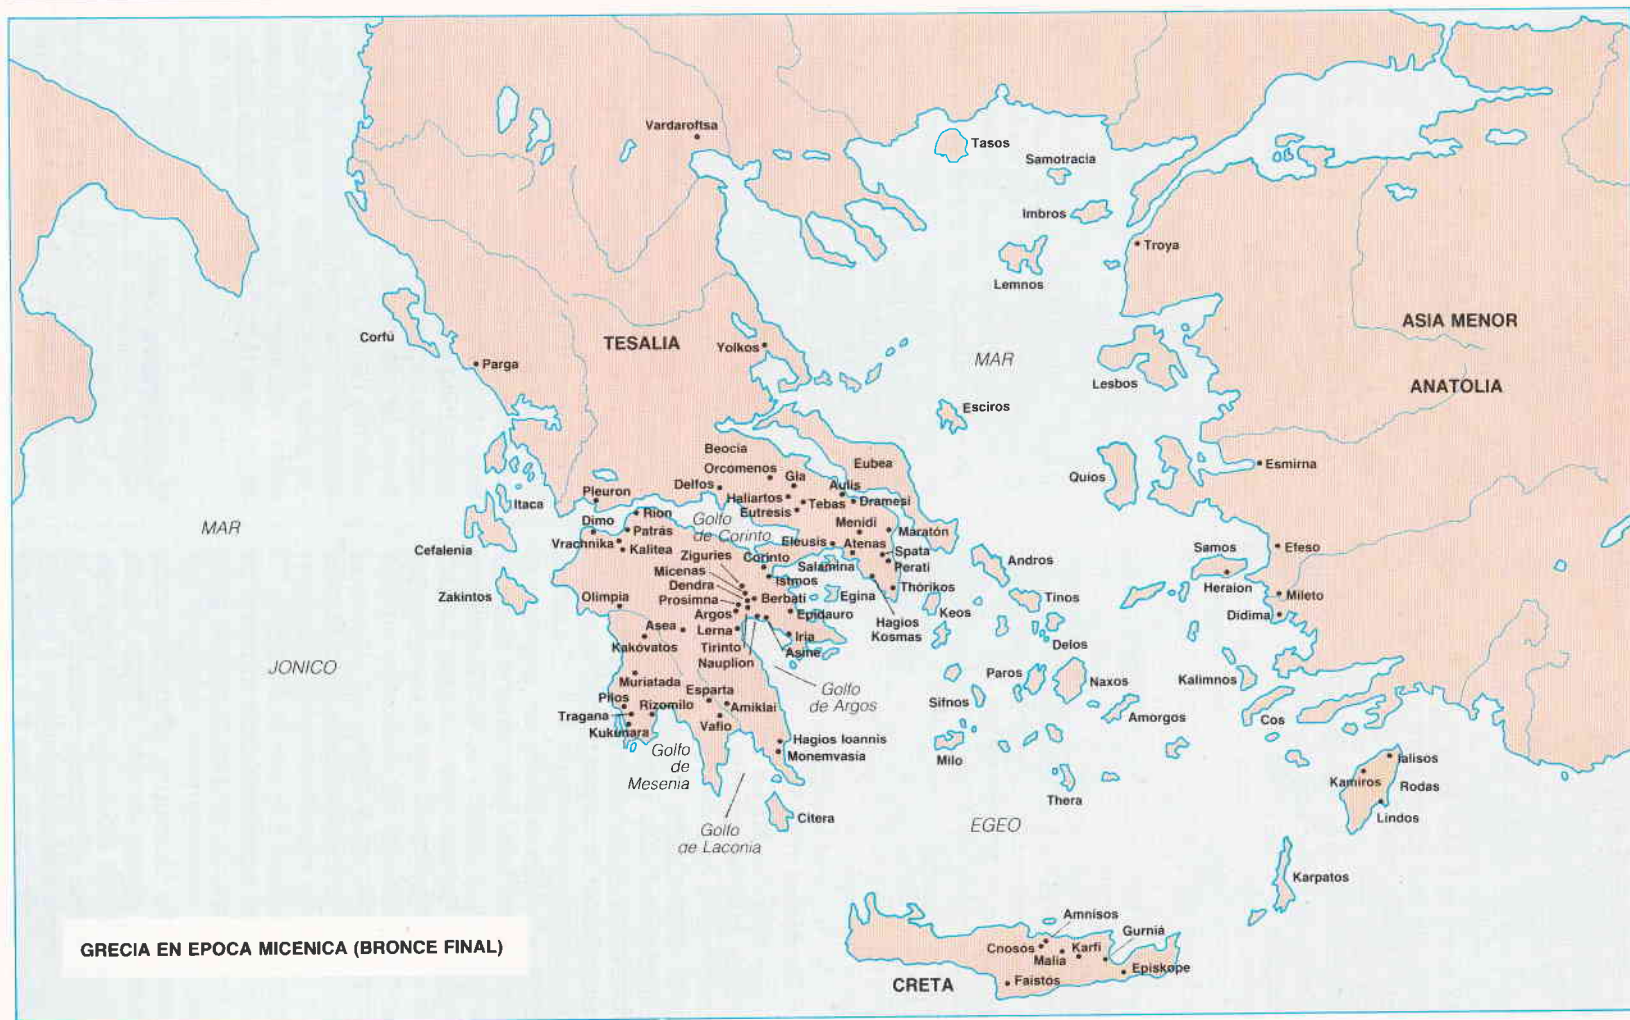 Vardaroftsa
Tasos
Samotracia
Imbros
Troya
Lemnos
Corfú
Parga
TESALIA
Yolkos
MAR
ASIA MENOR
Lesbos
ANATOLIA
Esciros
Beocia
Orcomenos
Gla
Eubea
Delfos
Aulis
Haliartos
Tebas
Dramesi
Eutresis
Quios
Esmirna
Itaca
Pleuron
Rion
Dimo
Patrás
Golfo
de Corinto
Menidi
Maratón
MAR
Cefalenia
Vrachnika
Kalitea
Eleusis
Atenas
Spata
Ziguries
Corinto
Salamina
Perati
Andros
Samos
Efeso
Micenas
Istmos
Heraion
Zakintos
Olimpia
Dendra
Berbati
Egina
Thórikos
Keos
Tinos
Mileto
Prosimna
Argos
Epidauro
Hagios
Kosmas
Didima
Asea
Lerna
Iria
Delos
Kakóvatos
Tirinto
Asine
Nauplion
JONICO
Muriatada
Paros
Naxos
Kalimnos
Pilos
Rizomilo
Esparta
Amiklai
Golfo
de Argos
Sifnos
Amorgos
Cos
Tragana
Vafio
Kukunara
Golfo
de
Mesenia
Hagios Ioannis
Monemvasia
Milo
Ialisos
Kamiros
Rodas
Thera
Lindos
Citera
Golfo
de Laconia
EGEO
Karpatos
GRECIA EN EPOCA MICENICA (BRONCE FINAL)
Amnisos
Gurniá
Cnosós
Karfi
Malia
Episkope
CRETA
Faistós